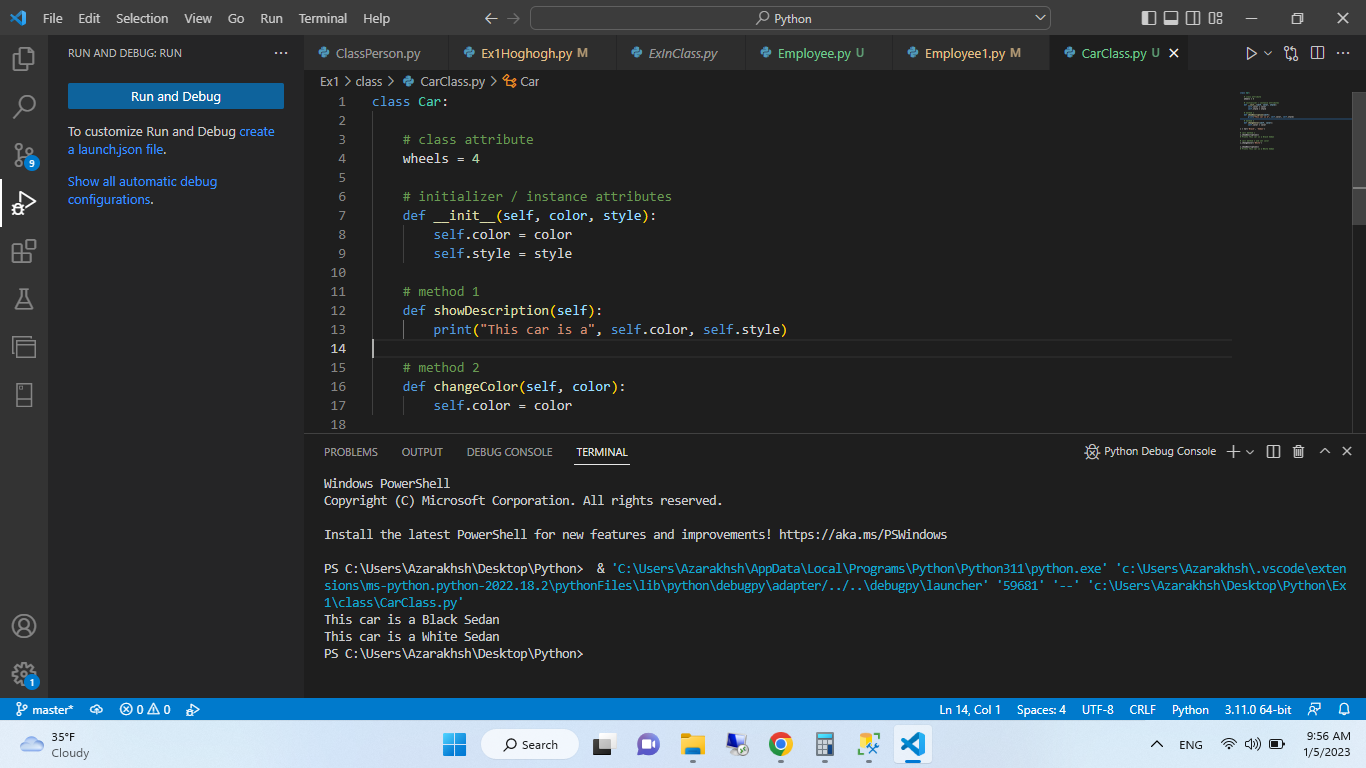 File Edit Selection View Go Run Terminal Help
Python
RUN AND DEBUG: RUN
ClassPerson.py
Ex1Hoghogh.py M
ExInClass.py
Employee.py U
Employee1.py M
CarClass.py U
Run and Debug
To customize Run and Debug create
a launch.json file.
Show all automatic debug
configurations.
Ex1 > class > CarClass.py > Car
1 class Car:
2
3 # class attribute
4 wheels = 4
5
6 # initializer / instance attributes
7 def __init__(self, color, style):
8 self.color = color
9 self.style = style
10
11 # method 1
12 def showDescription(self):
13 print("This car is a", self.color, self.style)
14
15 # method 2
16 def changeColor(self, color):
17 self.color = color
18
PROBLEMS OUTPUT DEBUG CONSOLE TERMINAL
Python Debug Console
Windows PowerShell
Copyright (C) Microsoft Corporation. All rights reserved.
Install the latest PowerShell for new features and improvements! https://aka.ms/PSWindows
PS C:\Users\Azarakhsh\Desktop\Python>  & 'C:\Users\Azarakhsh\AppData\Local\Programs\Python\Python311\python.exe' 'c:\Users\Azarakhsh\.vscode\exten
sions\ms-python.python-2022.18.2\pythonFiles\lib\python\debugpy\adapter/../..\debugpy\launcher' '59681' '--' 'c:\Users\Azarakhsh\Desktop\Python\Ex
1\class\CarClass.py'
This car is a Black Sedan
This car is a White Sedan
PS C:\Users\Azarakhsh\Desktop\Python>
9
1
master* 0 0
Ln 14, Col 1 Spaces: 4 UTF-8 CRLF Python 3.11.0 64-bit
35°F
Cloudy
Search
ENG
9:56 AM
1/5/2023